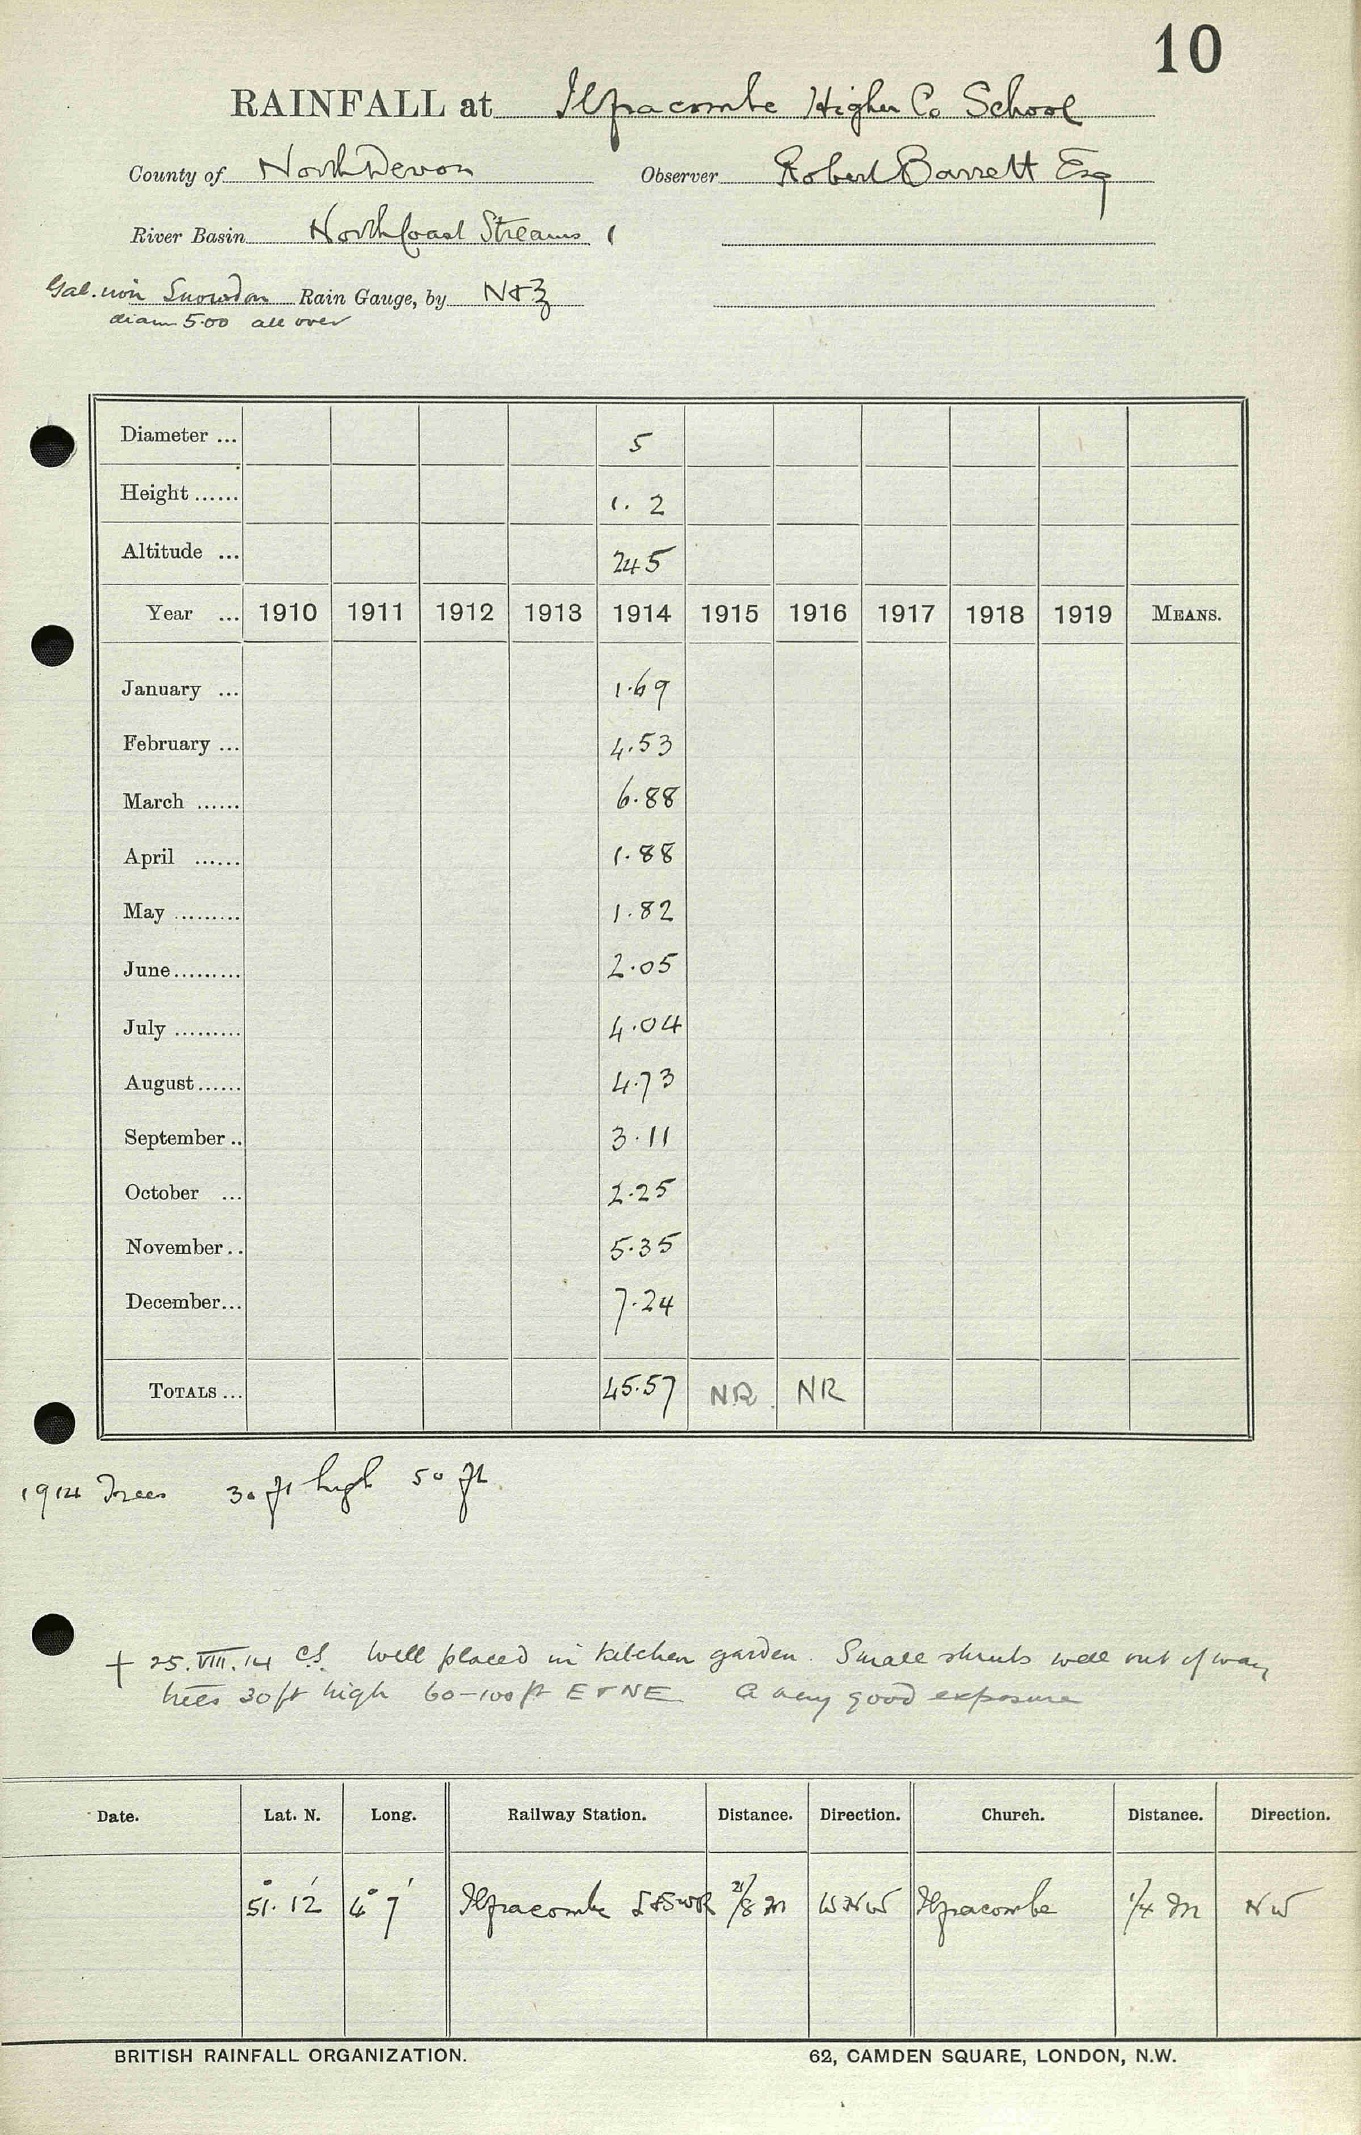 10
RAINFALL at Ilfracombe Higher Co School
County of North Devon Observer Robert Barrett Esq
River Basin North Coast Streams 1
Gal. iron Snowdon Rain Gauge, by N & Z
diam 5.00 all over
Diameter ... 5
Height ...... 1. 2
Altitude ... 245
Year ... 1910 1911 1912 1913 1914 1915 1916 1917 1918 1919 MEANS.
January ... 1.69
February ... 4.53
March ...... 6.88
April ...... 1.88
May ......... 1.82
June ......... 2.05
July ......... 4.04
August ...... 4.73
September .. 3.11
October ... 2.25
November .. 5.35
December ... 7.24
TOTALS ... 45.57 NR NR
1914 Trees 30 ft high 50 ft
† 25.VIII.14 C.S. Well placed in kitchen garden. Small shrubs well out of way
trees 30 ft high 60-100 ft E & NE A very good exposure
Date. Lat. N. Long. Railway Station. Distance. Direction. Church. Distance. Direction.
51° 12' 4° 7' Ilfracombe L&SWR /8 m WNW Ilfracombe 1/4 m NW
BRITISH RAINFALL ORGANIZATION. 62, CAMDEN SQUARE, LONDON, N.W.